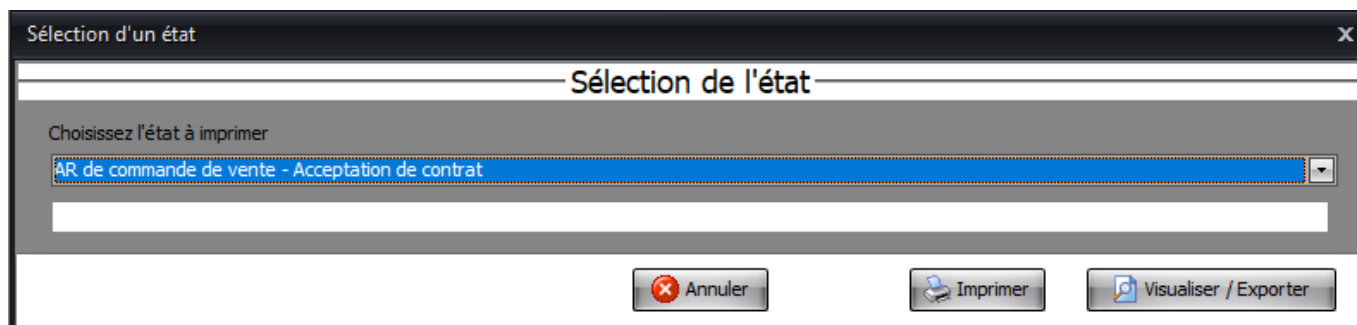 Sélection d'un état
x
Sélection de l'état
Choisissez l'état à imprimer
AR de commande de vente - Acceptation de contrat
Annuler
Imprimer
Visualiser / Exporter